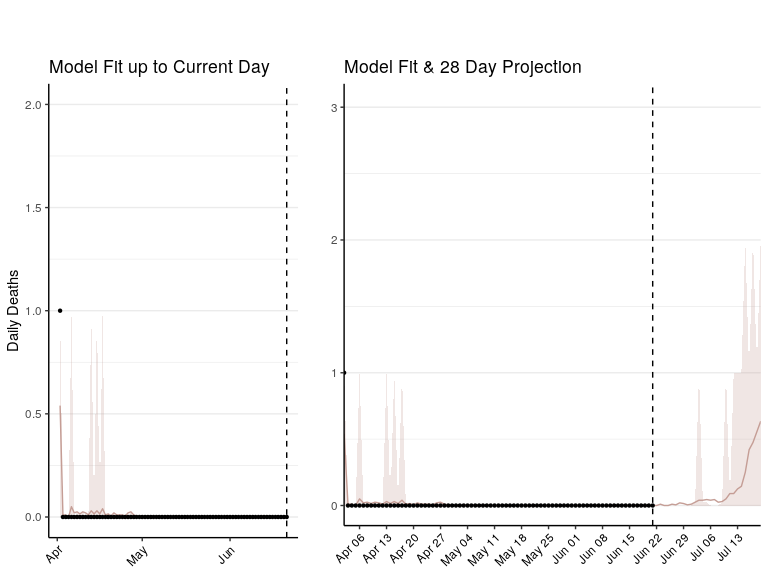 Model Fit up to Current Day
Model Fit & 28 Day Projection
Daily Deaths
2.0
1.5
1.0
0.5
0.0
Apr
May
Jun
3
2
1
0
Apr 06
Apr 13
Apr 20
Apr 27
May 04
May 11
May 18
May 25
Jun 01
Jun 08
Jun 15
Jun 22
Jun 29
Jul 06
Jul 13